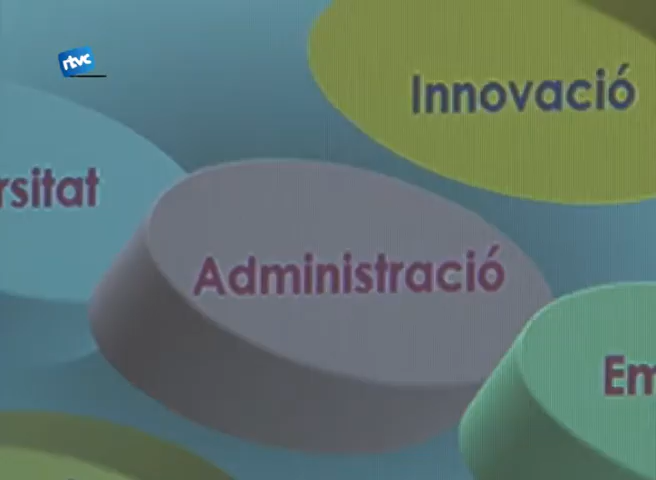 rtvc
Innovació
rsitat
Administració
Em